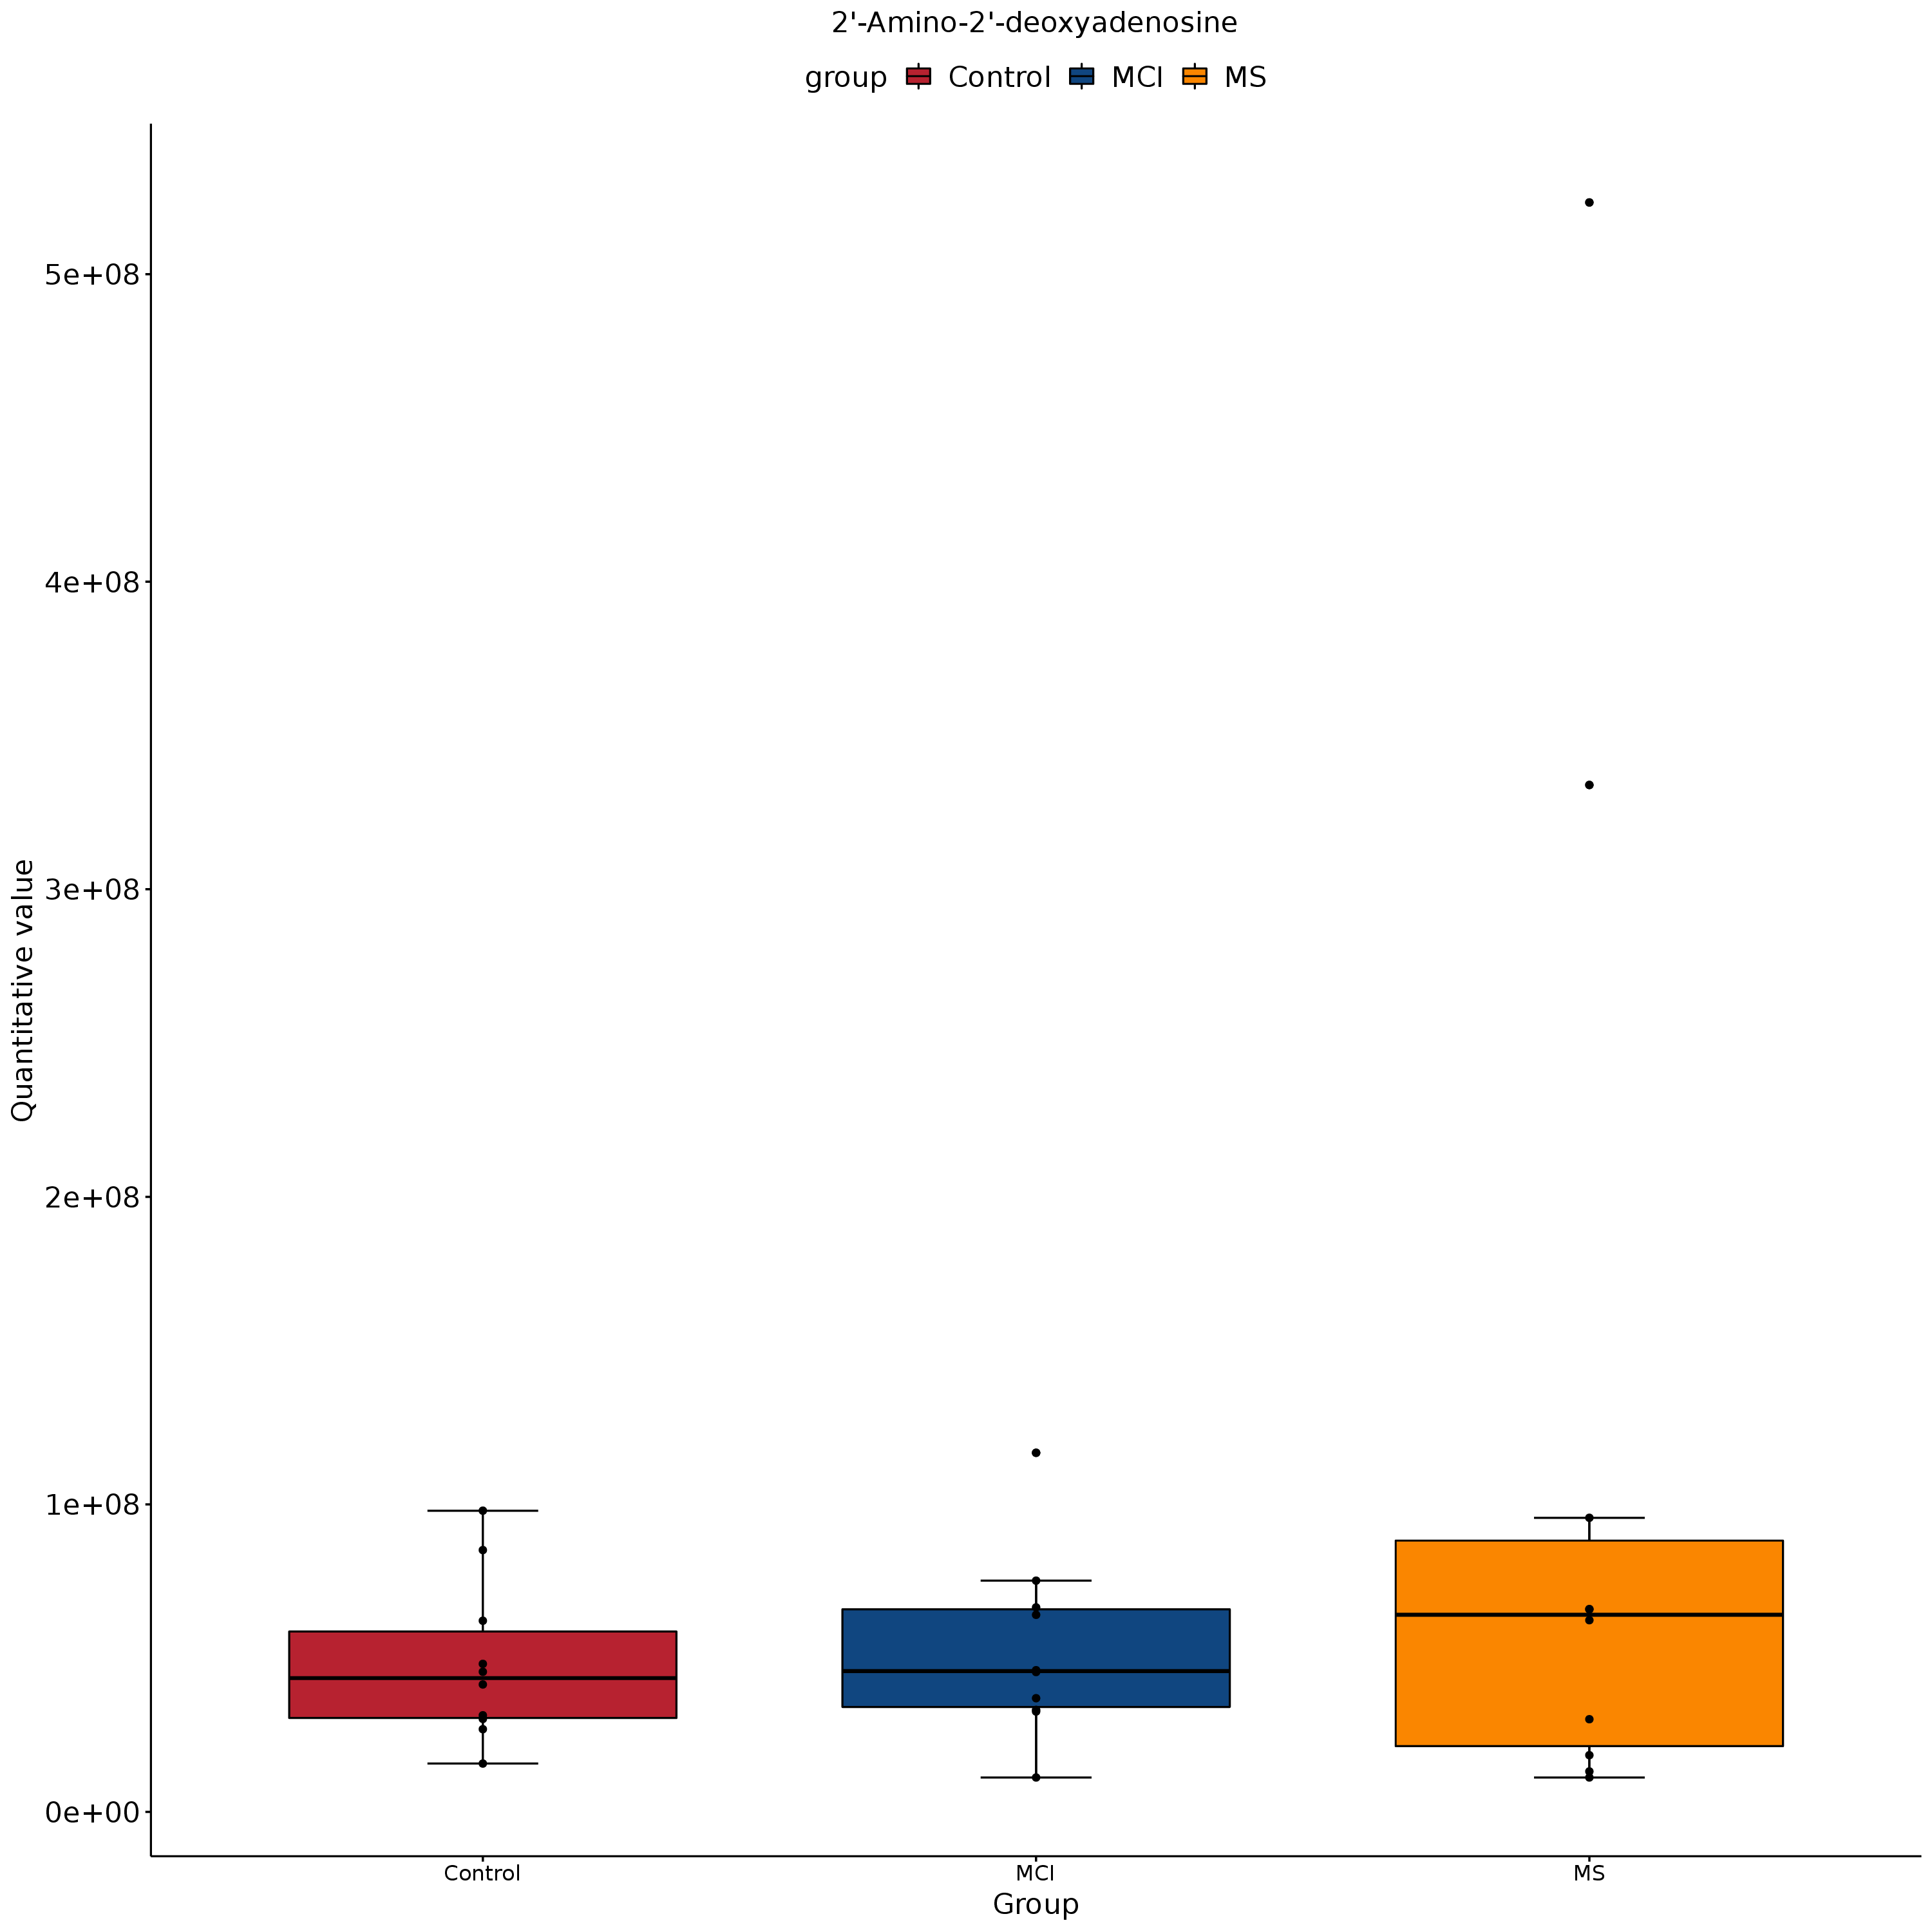 2'-Amino-2'-deoxyadenosine
group Control MCI MS
5e+08
4e+08
3e+08
2e+08
1e+08
0e+00
Quantitative value
Control MCI MS
Group